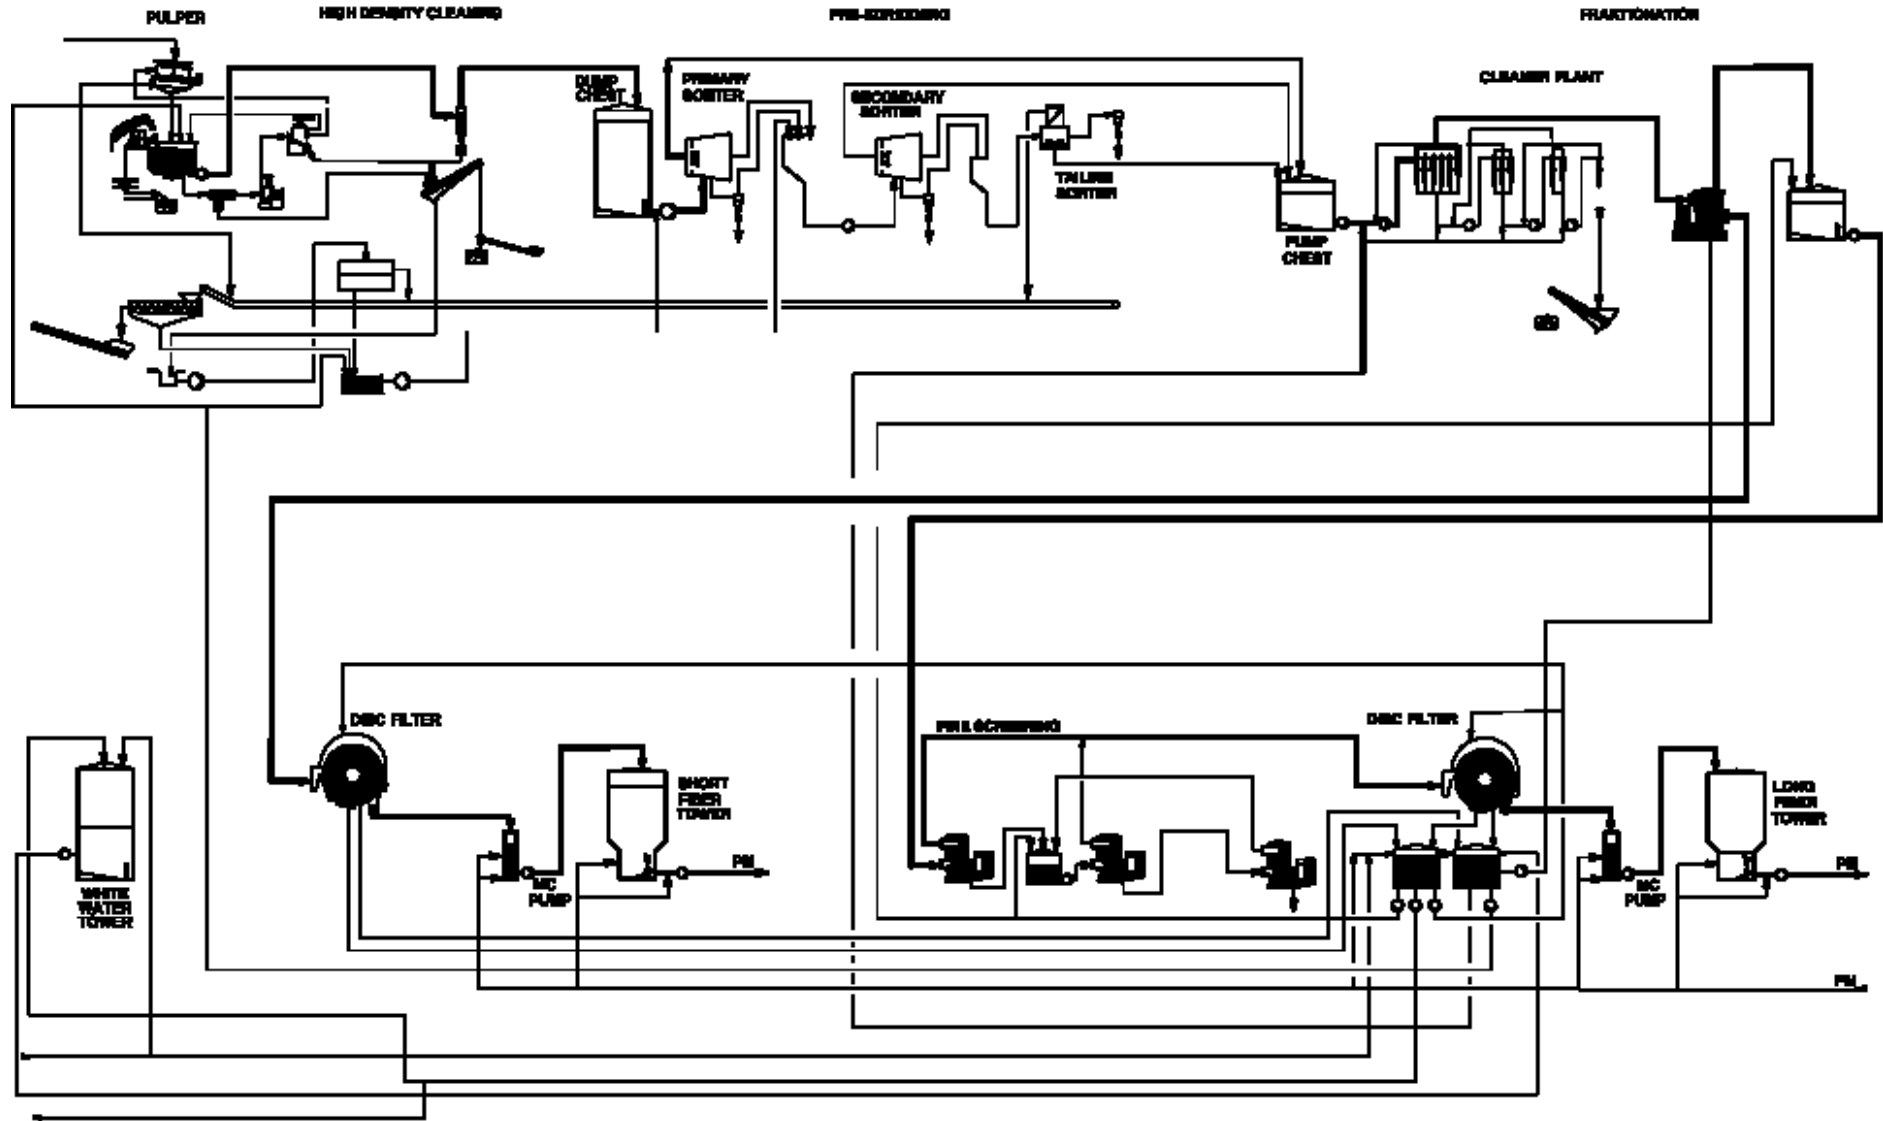 PULPER
HIGH DENSITY CLEANING
PRE-SCREENING
FRAKTIONATION
DUMP
CHEST
PRIMARY
SORTER
SECONDARY
SORTER
TAILING
SORTER
PUMP
CHEST
CLEANER PLANT
DISC FILTER
SHORT
FIBER
TOWER
MC
PUMP
PM
WHITE
WATER
TOWER
FINE SCREENING
DISC FILTER
LONG
FIBER
TOWER
MC
PUMP
PM
PM